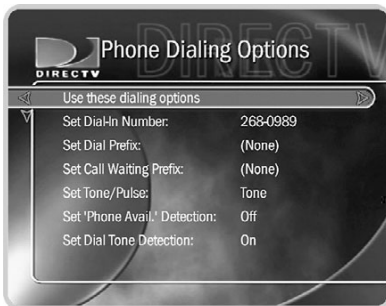 DIRECTV
Phone Dialing Options
DIRECTV
Use these dialing options
Set Dial-In Number: 268-0989
Set Dial Prefix: (None)
Set Call Waiting Prefix: (None)
Set Tone/Pulse: Tone
Set 'Phone Avail.' Detection: Off
Set Dial Tone Detection: On